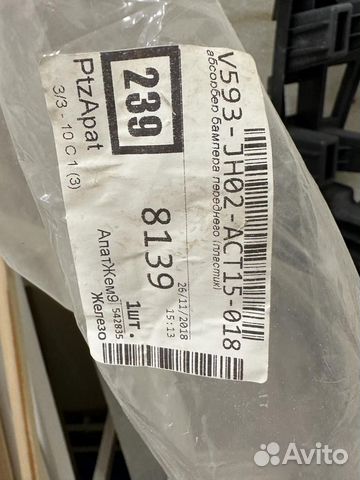 V593-JH02-ACT15-018
абсорбер бампера переднего (пластик)
239
8139
26/11/2018
15:13
PtzApat
3/3 - 10 C 1 (3)
1шт.
АпатЖем9 542835
Железо
Avito